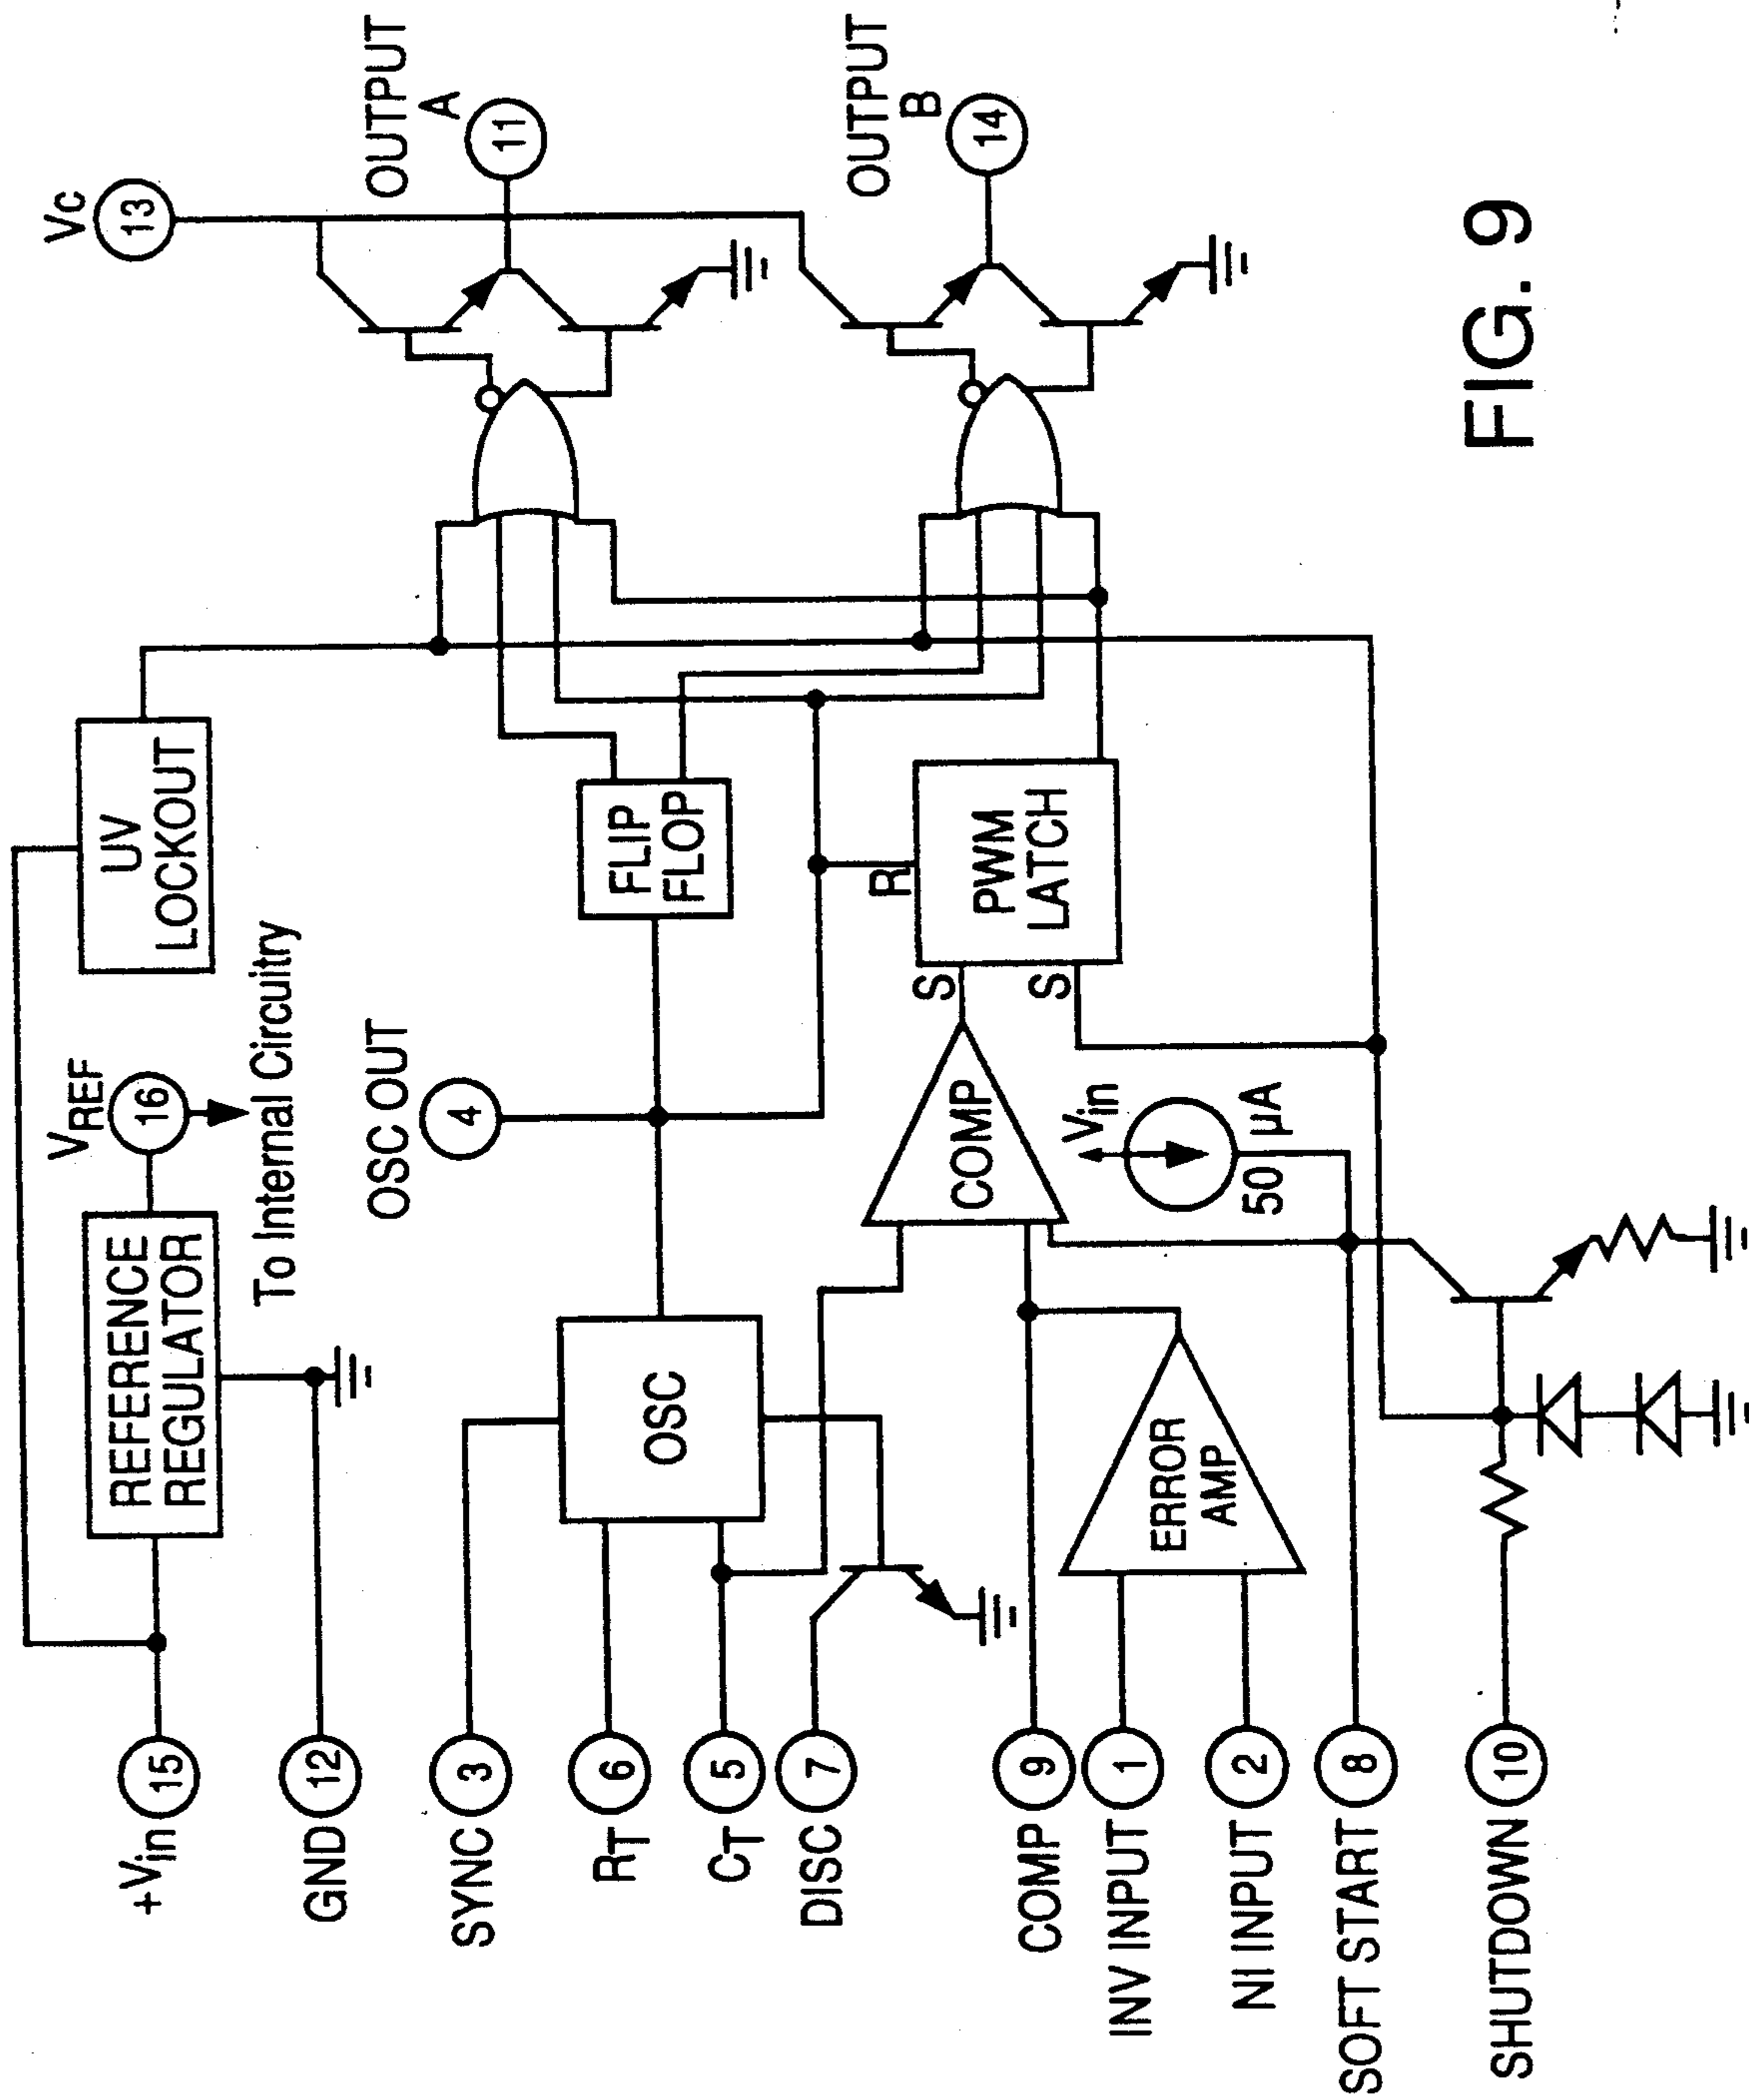 +Vin
15
REFERENCE
REGULATOR
VREF
16
To Internal Circuitry
UV
LOCKOUT
VC
13
GND
12
OSC OUT
4
OUTPUT
A
11
SYNC
3
RT
6
OSC
FLIP
FLOP
CT
5
DISC
7
R
OUTPUT
B
14
COMP
9
COMP
S
S
PWM
LATCH
INV INPUT
1
ERROR
AMP
Vin
50 µA
NI INPUT
2
SOFT START
8
SHUTDOWN
10
FIG. 9